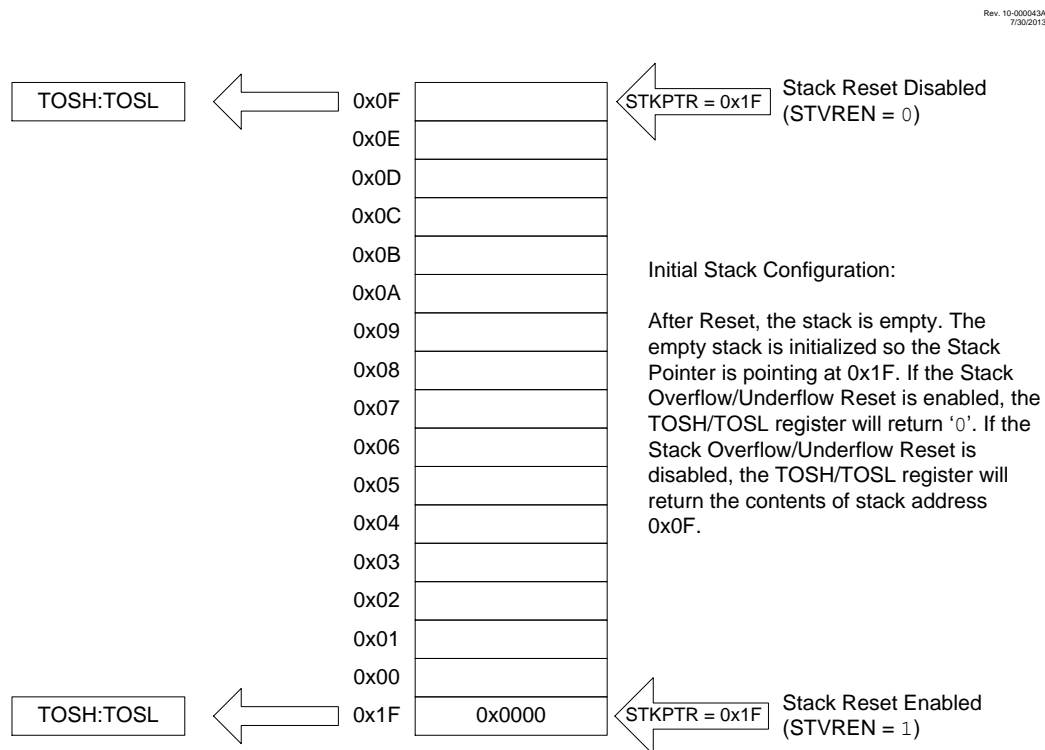 Rev. 10-000043A
7/30/2013
TOSH:TOSL
0x0F
STKPTR = 0x1F
Stack Reset Disabled
(STVREN = 0)
0x0E
0x0D
0x0C
0x0B
0x0A
0x09
0x08
0x07
0x06
0x05
0x04
0x03
0x02
0x01
0x00
Initial Stack Configuration:
After Reset, the stack is empty. The
empty stack is initialized so the Stack
Pointer is pointing at 0x1F. If the Stack
Overflow/Underflow Reset is enabled, the
TOSH/TOSL register will return ‘0’. If the
Stack Overflow/Underflow Reset is
disabled, the TOSH/TOSL register will
return the contents of stack address
0x0F.
TOSH:TOSL
0x1F
0x0000
STKPTR = 0x1F
Stack Reset Enabled
(STVREN = 1)